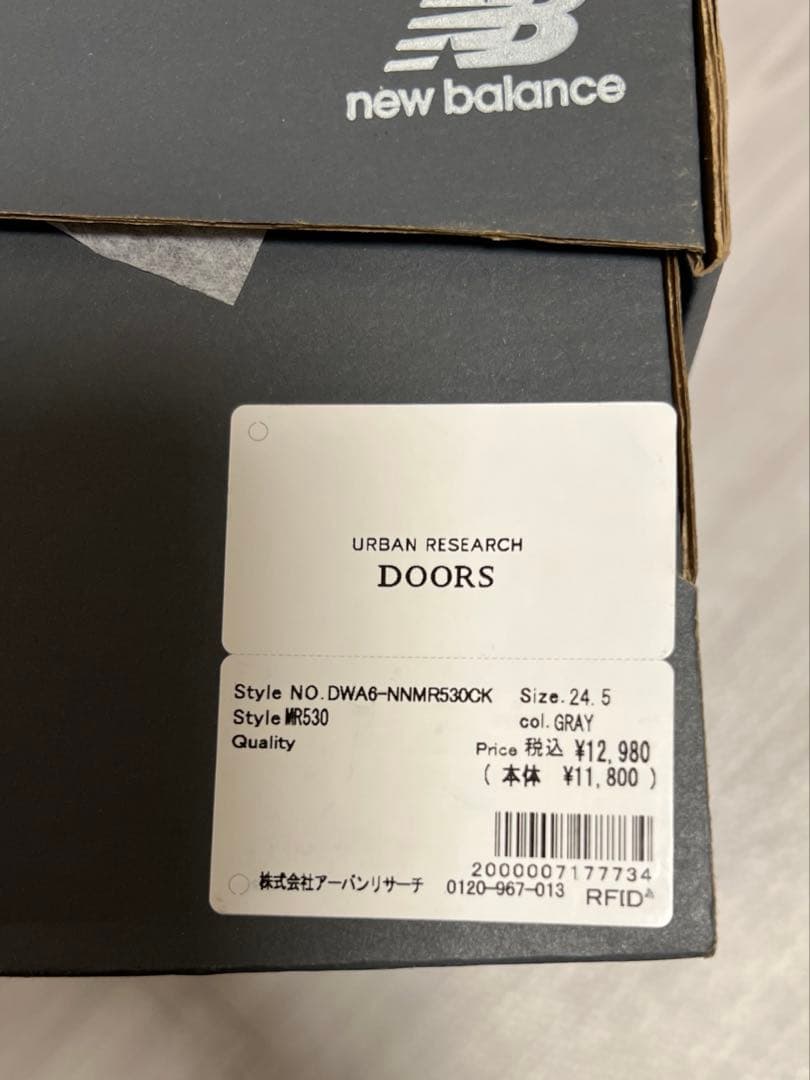 NB
new balance
URBAN RESEARCH
DOORS
Style NO.DWA6-NNMR530CK Size.24.5
Style MR530 col.GRAY
Quality Price 税込 ¥12,980
( 本体 ¥11,800 )
2000007177734
株式会社アーバンリサーチ 0120-967-013 RFID